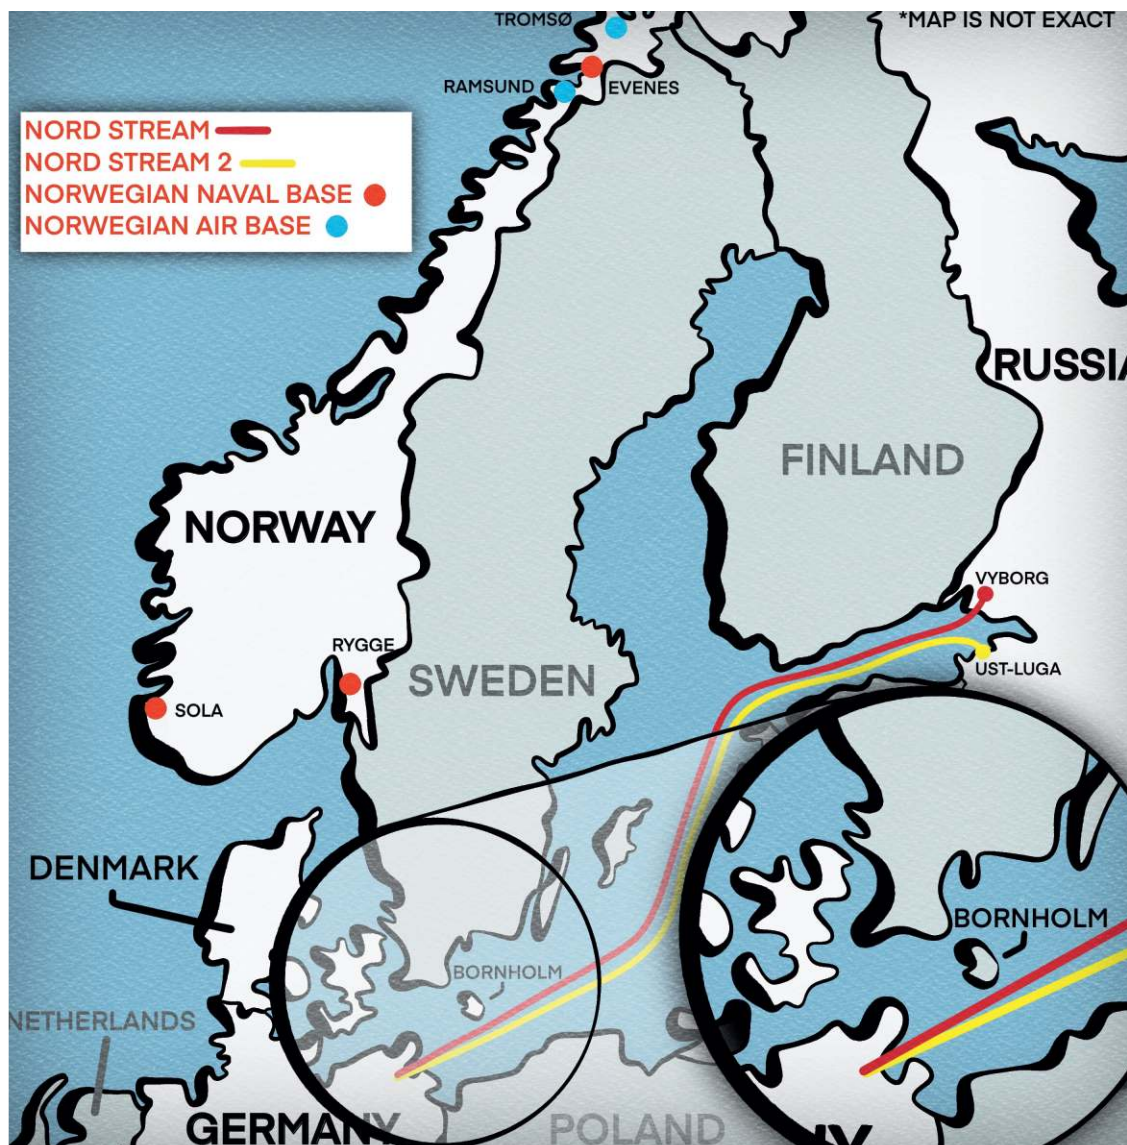 TROMSØ
*MAP IS NOT EXACT
RAMSUND
EVENES
NORD STREAM
NORD STREAM 2
NORWEGIAN NAVAL BASE
NORWEGIAN AIR BASE
RUSSIA
FINLAND
NORWAY
VYBORG
RYGGE
SWEDEN
UST-LUGA
SOLA
DENMARK
BORNHOLM
BORNHOLM
NETHERLANDS
GERMANY
POLAND
NY